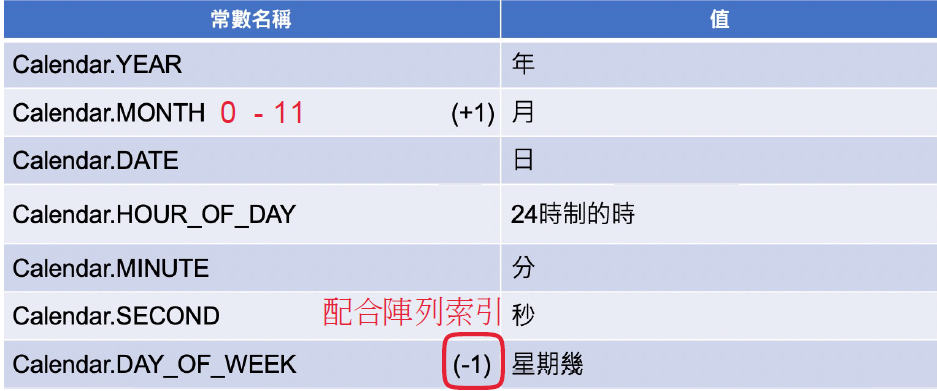 常數名稱 值
Calendar.YEAR 年
Calendar.MONTH 0 - 11 (+1) 月
Calendar.DATE 日
Calendar.HOUR_OF_DAY 24時制的時
Calendar.MINUTE 分
Calendar.SECOND 配合陣列索引 秒
Calendar.DAY_OF_WEEK (-1) 星期幾